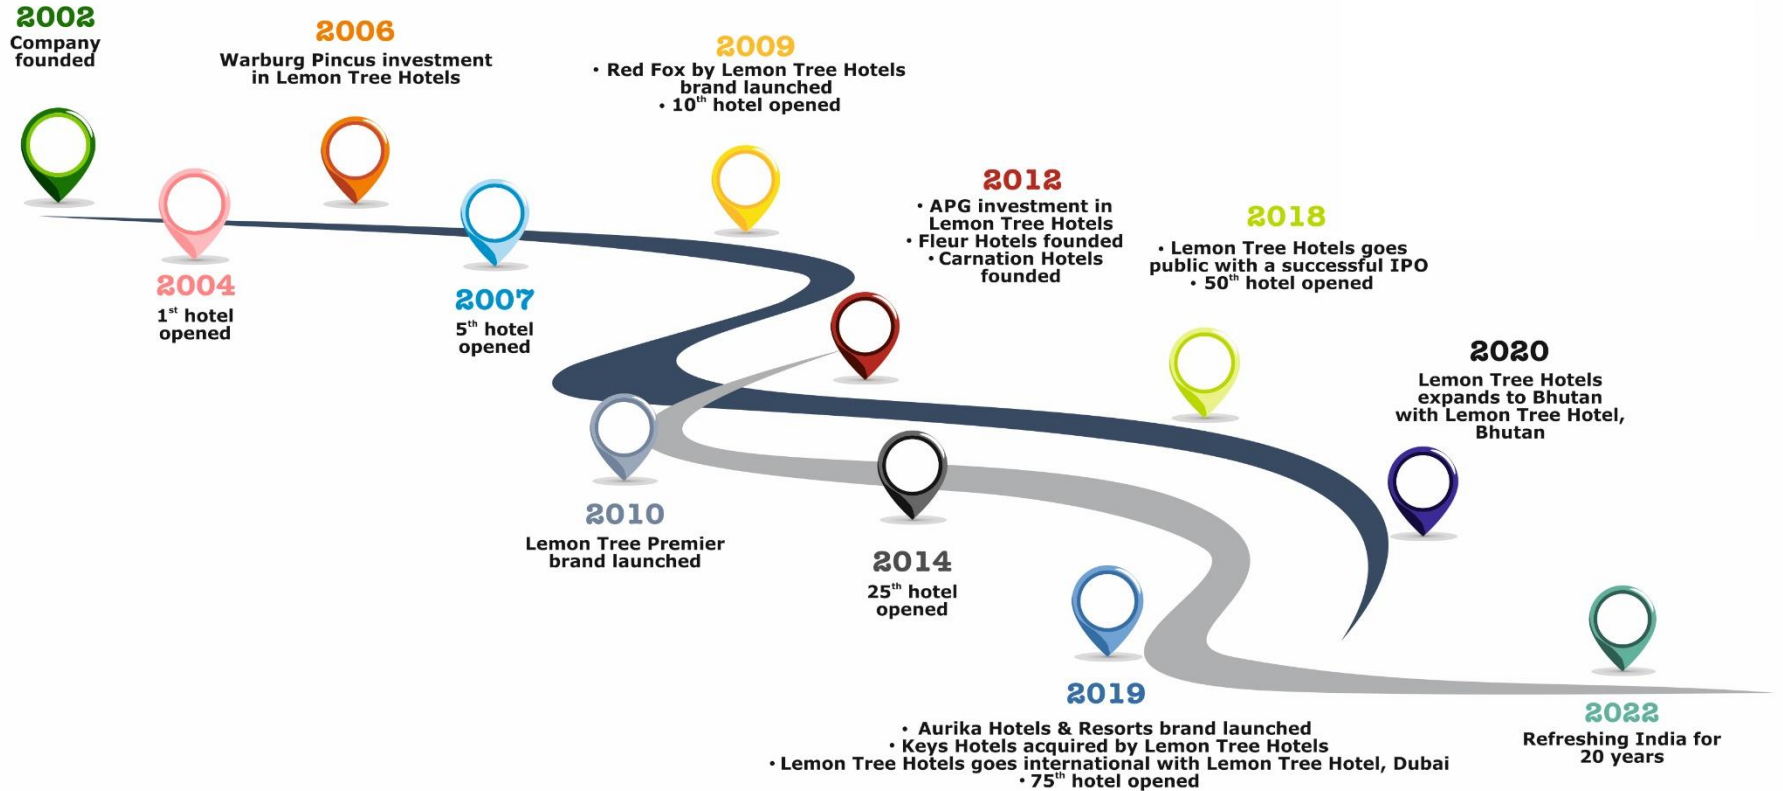 2002
Company
founded
2004
1st hotel
opened
2006
Warburg Pincus investment
in Lemon Tree Hotels
2007
5th hotel
opened
2009
• Red Fox by Lemon Tree Hotels
brand launched
• 10th hotel opened
2010
Lemon Tree Premier
brand launched
2012
• APG investment in
Lemon Tree Hotels
• Fleur Hotels founded
• Carnation Hotels
founded
2014
25th hotel
opened
2018
• Lemon Tree Hotels goes
public with a successful IPO
• 50th hotel opened
2019
• Aurika Hotels & Resorts brand launched
• Keys Hotels acquired by Lemon Tree Hotels
• Lemon Tree Hotels goes international with Lemon Tree Hotel, Dubai
• 75th hotel opened
2020
Lemon Tree Hotels
expands to Bhutan
with Lemon Tree Hotel,
Bhutan
2022
Refreshing India for
20 years